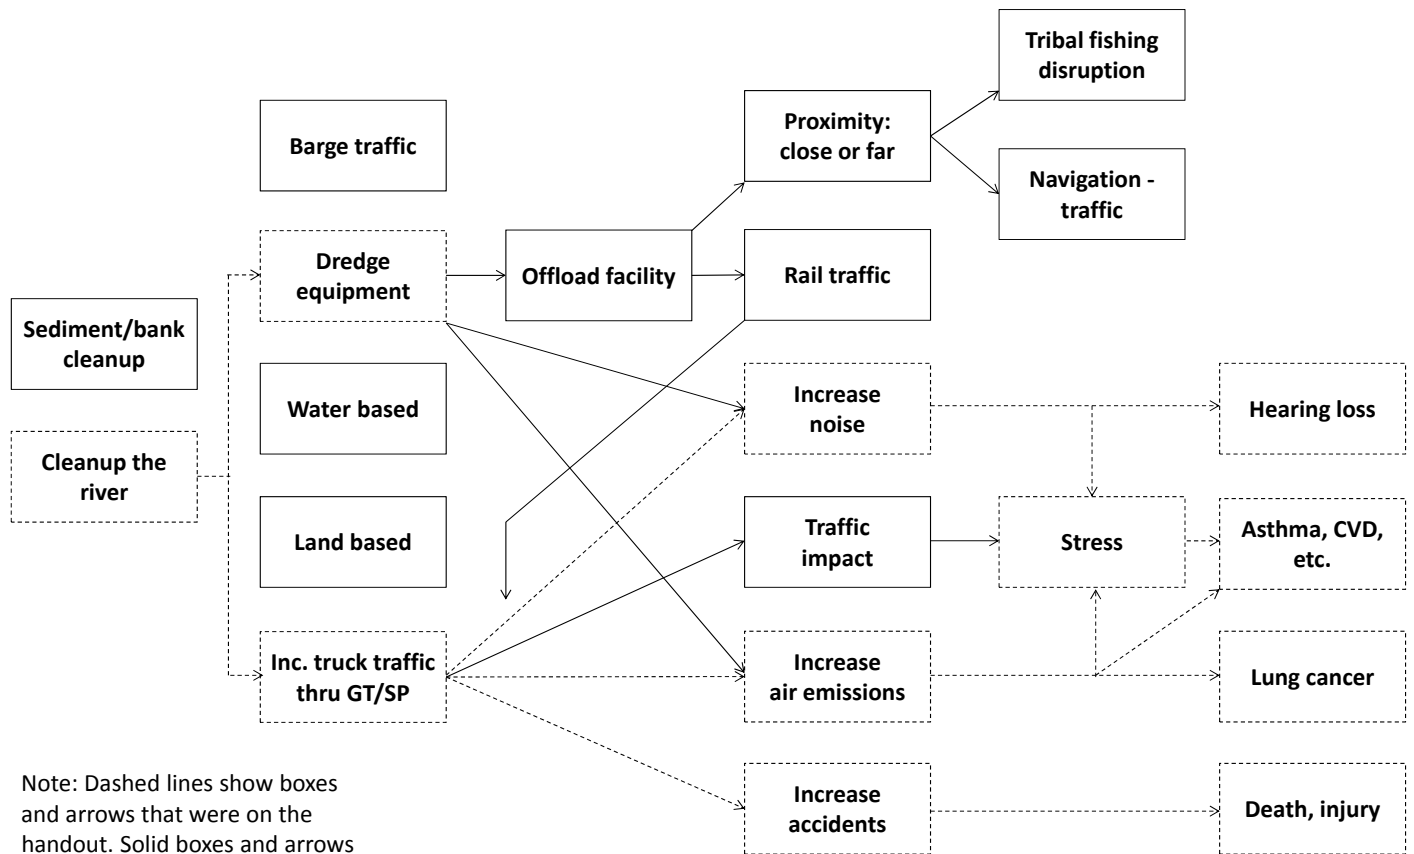 Tribal fishing
disruption
Proximity:
close or far
Barge traffic
Navigation -
traffic
Dredge
equipment
Offload facility
Rail traffic
Sediment/bank
cleanup
Water based
Increase
noise
Hearing loss
Cleanup the
river
Land based
Traffic
impact
Stress
Asthma, CVD,
etc.
Inc. truck traffic
thru GT/SP
Increase
air emissions
Lung cancer
Note: Dashed lines show boxes
and arrows that were on the
handout. Solid boxes and arrows
Increase
accidents
Death, injury